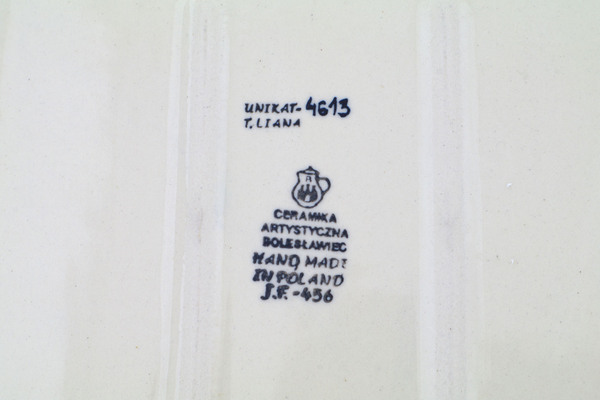 UNIKAT-4613
T.LIANA
CERAMIKA
ARTYSTYCZNA
BOLESŁAWIEC
HAND MADE
IN POLAND
J.F.-456